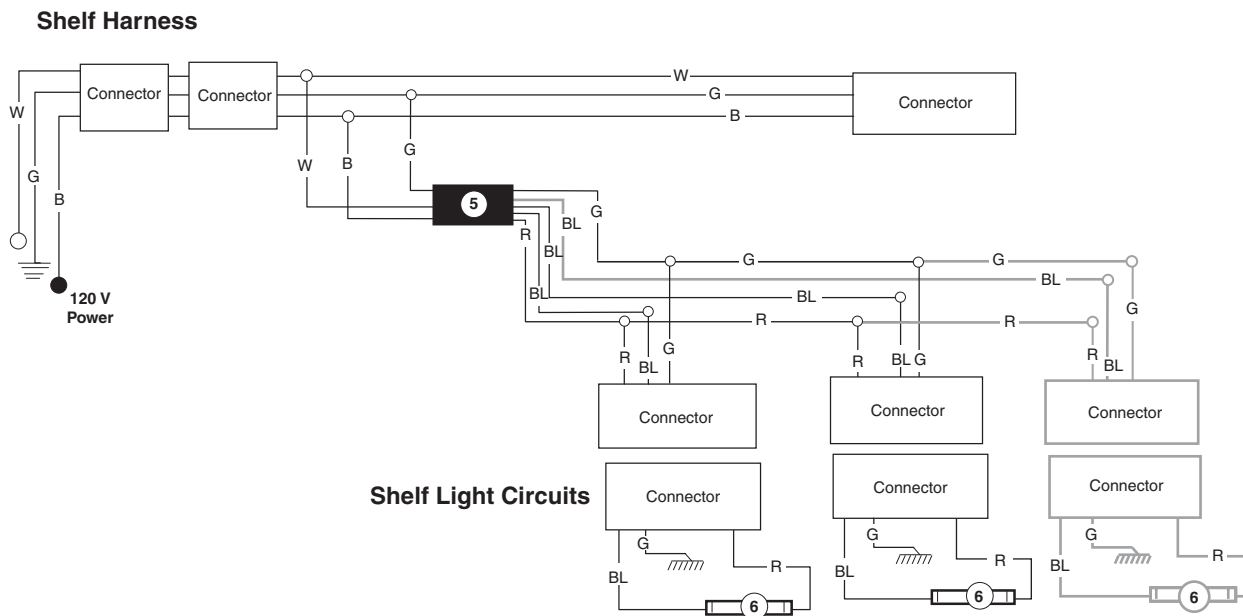 Shelf Harness
Connector
Connector
W
G
B
Connector
W
G
B
W
B
G
120 V
Power
5
G
BL
BL
BL
R
G
G
BL
BL
R
R
G
R
BL
G
R
BL
G
R
BL
Connector
Connector
Connector
Shelf Light Circuits
Connector
Connector
Connector
G
BL
R
6
G
BL
R
6
G
BL
R
6